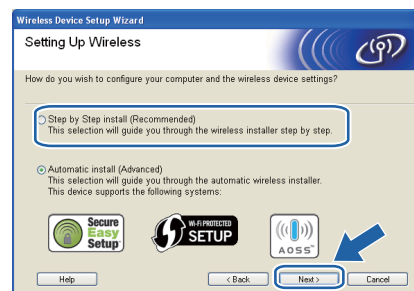 Wireless Device Setup Wizard
Setting Up Wireless
How do you wish to configure your computer and the wireless device settings?
Step by Step install (Recommended)
This selection will guide you through the wireless installer step by step.
Automatic install (Advanced)
This selection will guide you through the automatic wireless installer.
This device supports the following systems:
Secure
Easy
Setup
Wi-Fi PROTECTED
SETUP
AOSS™
Help
< Back
Next >
Cancel